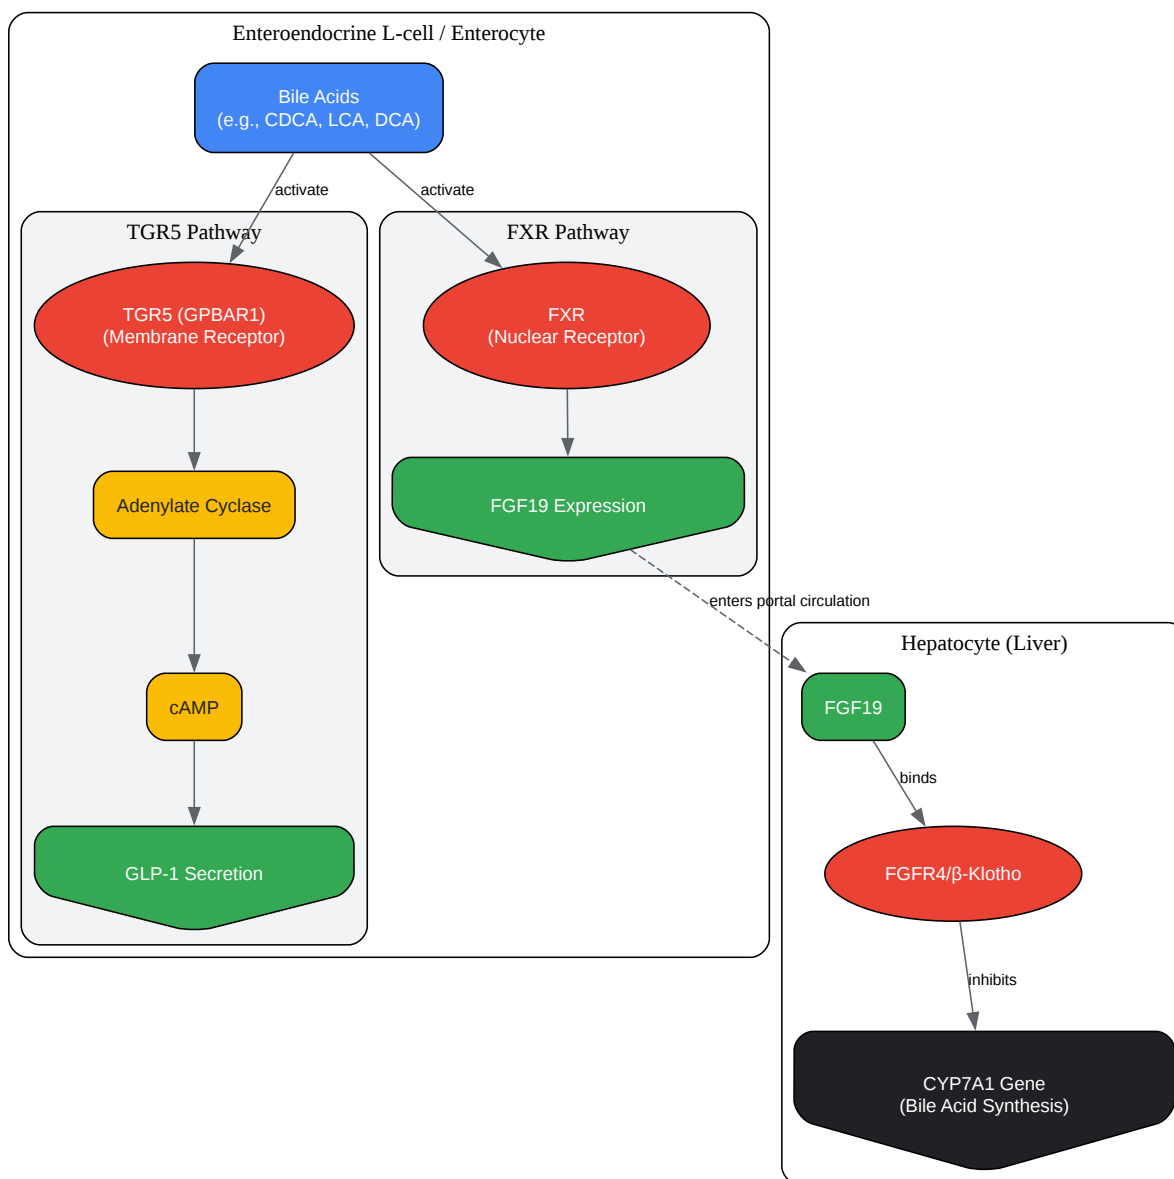 Enteroendocrine L-cell / Enterocyte
Bile Acids
(e.g., CDCA, LCA, DCA)
activate
activate
TGR5 Pathway
FXR Pathway
TGR5 (GPBAR1)
(Membrane Receptor)
FXR
(Nuclear Receptor)
Adenylate Cyclase
FGF19 Expression
enters portal circulation
Hepatocyte (Liver)
cAMP
FGF19
binds
GLP-1 Secretion
FGFR4/β-Klotho
inhibits
CYP7A1 Gene
(Bile Acid Synthesis)